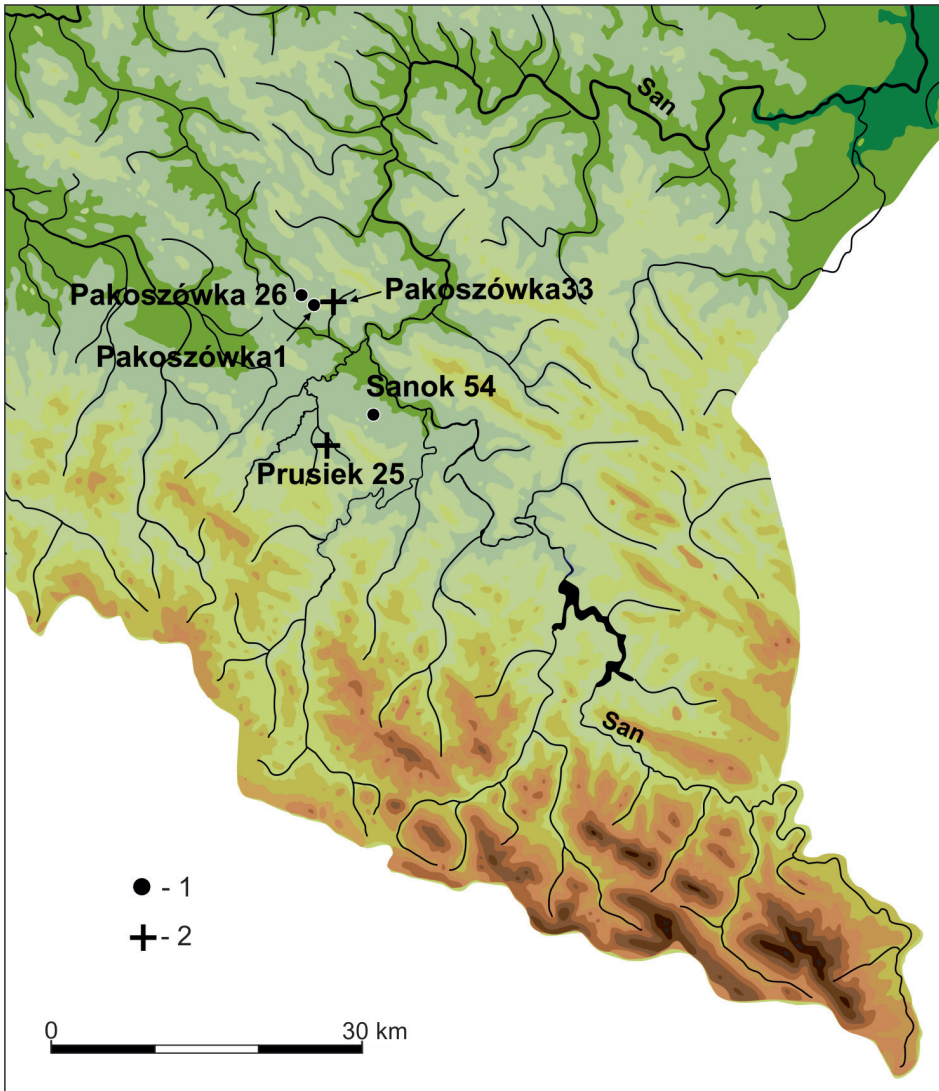 San
Pakoszówka 26
Pakoszówka33
Pakoszówka1
Sanok 54
Prusiek 25
San
- 1
- 2
0 30 km